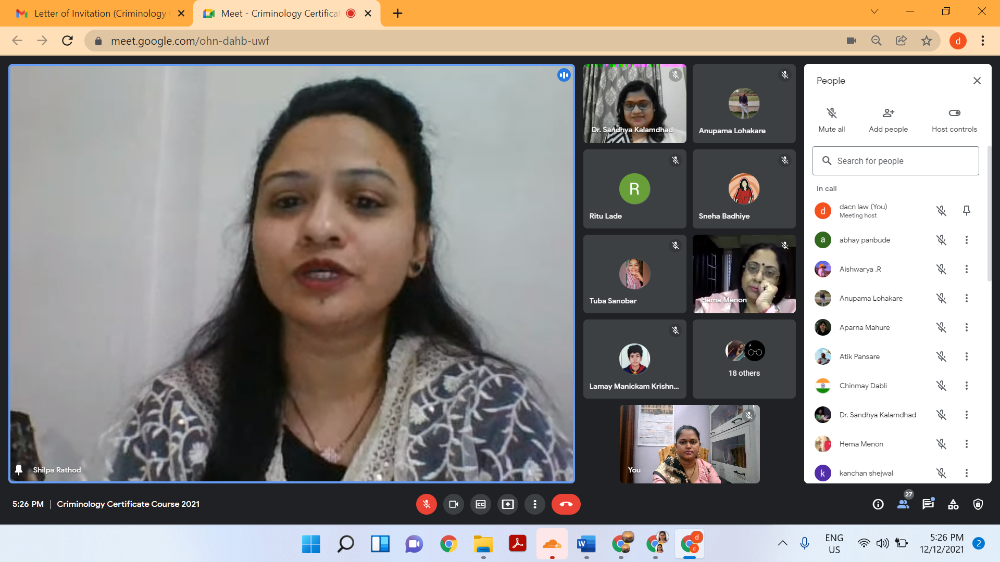 Letter of Invitation (Criminology
Meet - Criminology Certificat
meet.google.com/ohn-dahb-uwf
d
Shilpa Rathod
Dr. Sandhya Kalamdhad
Anupama Lohakare
R
Ritu Lade
Sneha Badhiye
Tuba Sanobar
Hema Menon
Lamay Manickam Krishn...
18 others
You
People
Mute all
Add people
Host controls
Search for people
In call
d
dacn law (You)
Meeting host
a
abhay panbude
Aishwarya .R
Anupama Lohakare
Aparna Mahure
Atik Pansare
Chinmay Dabli
Dr. Sandhya Kalamdhad
Hema Menon
k
kanchan shejwal
5:26 PM | Criminology Certificate Course 2021
27
W
d
d
ENG
US
5:26 PM
12/12/2021
2